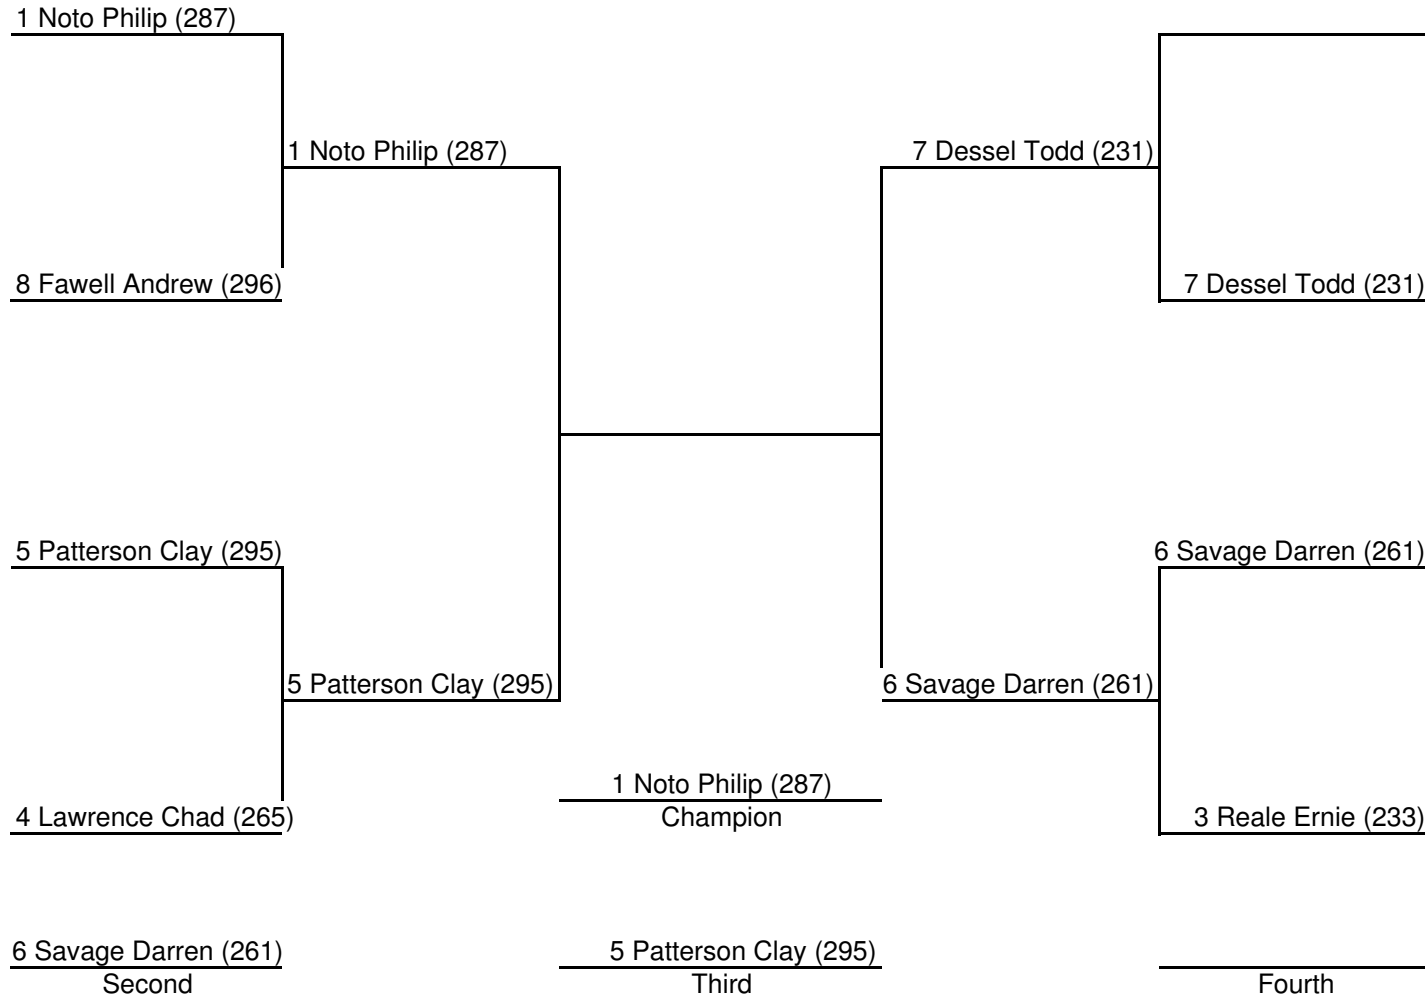 1 Noto Philip (287)
1 Noto Philip (287)
7 Dessel Todd (231)
8 Fawell Andrew (296)
7 Dessel Todd (231)
5 Patterson Clay (295)
6 Savage Darren (261)
5 Patterson Clay (295)
6 Savage Darren (261)
1 Noto Philip (287)
Champion
4 Lawrence Chad (265)
3 Reale Ernie (233)
6 Savage Darren (261)
5 Patterson Clay (295)
Second
Third
Fourth